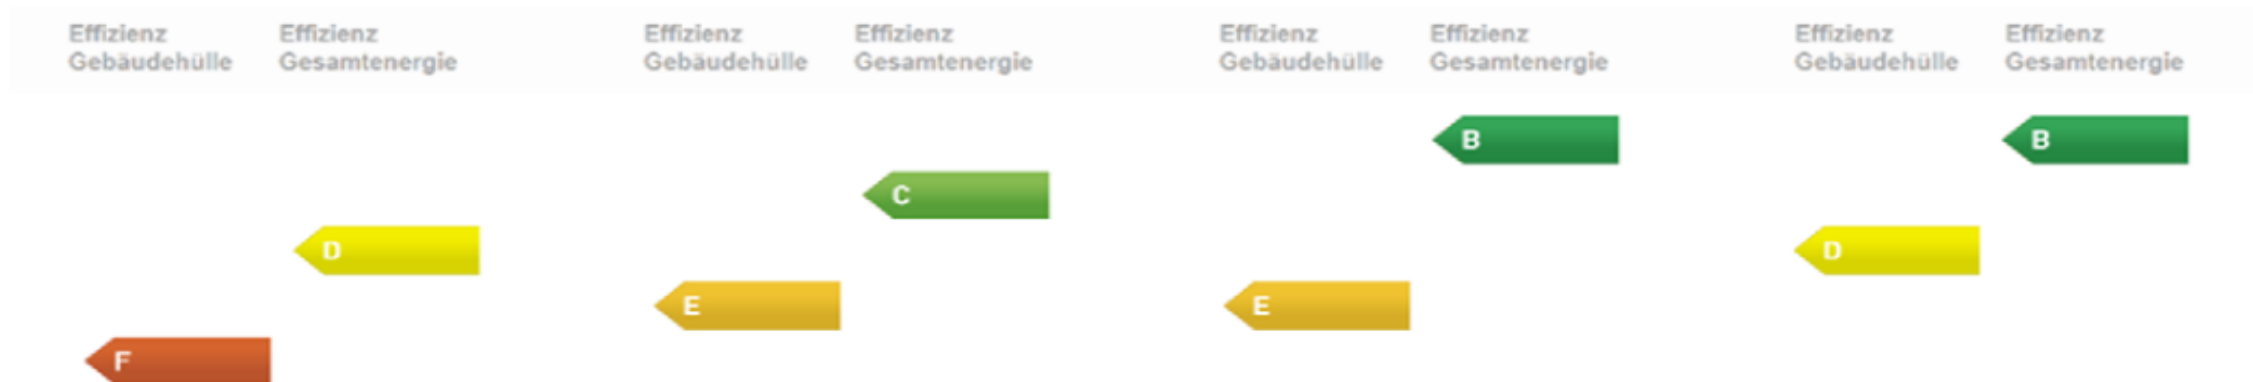 Effizienz Gebäudehülle
Effizienz Gesamtenergie
Effizienz Gebäudehülle
Effizienz Gesamtenergie
Effizienz Gebäudehülle
Effizienz Gesamtenergie
Effizienz Gebäudehülle
Effizienz Gesamtenergie
B
B
C
D
D
E
E
F